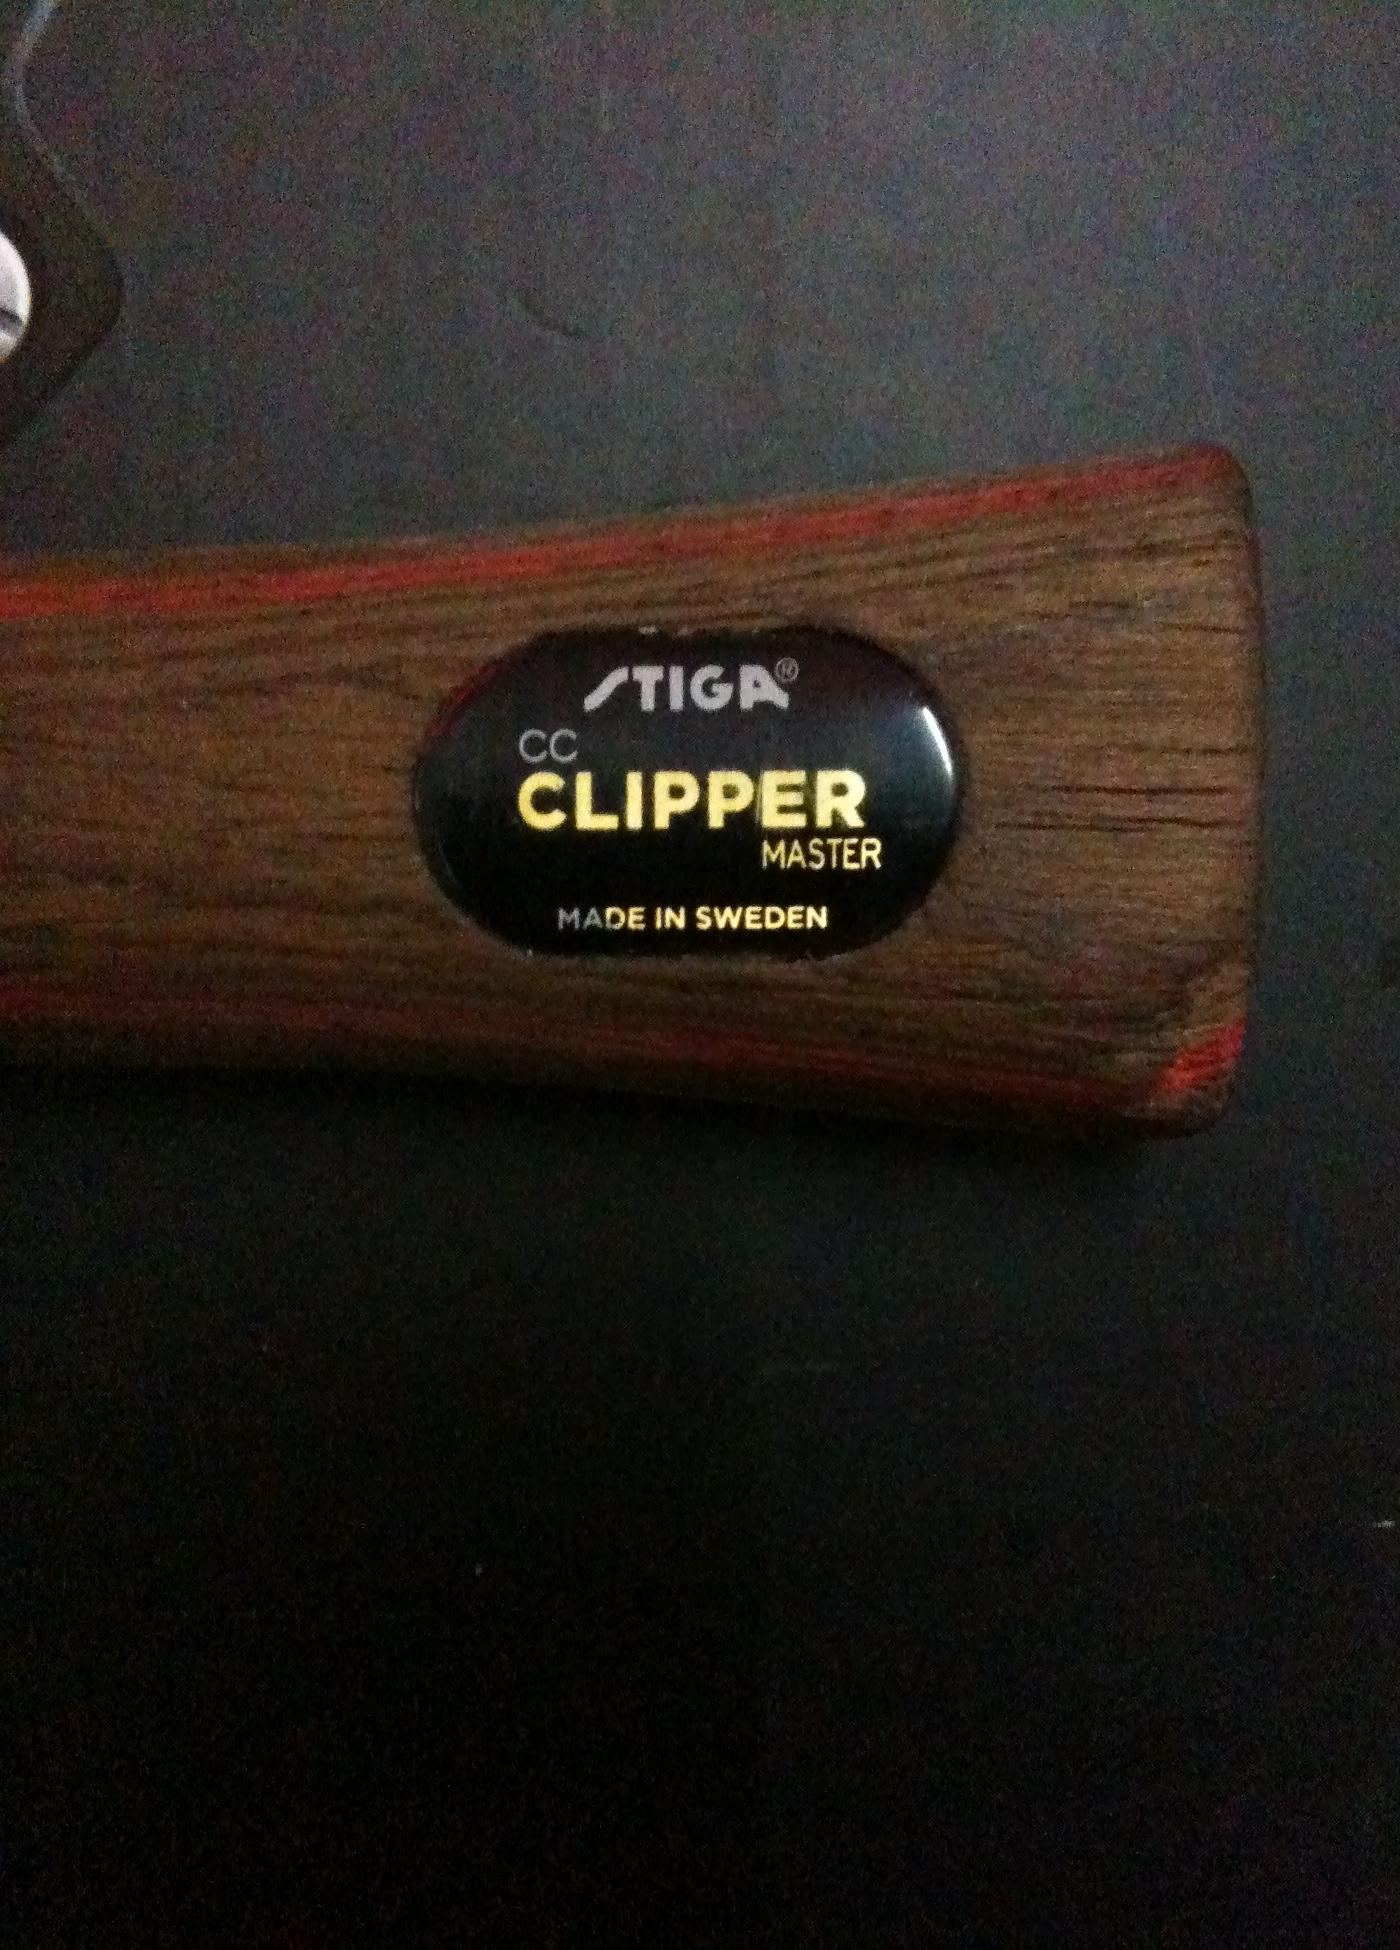 STIGA®
CC
CLIPPER
MASTER
MADE IN SWEDEN